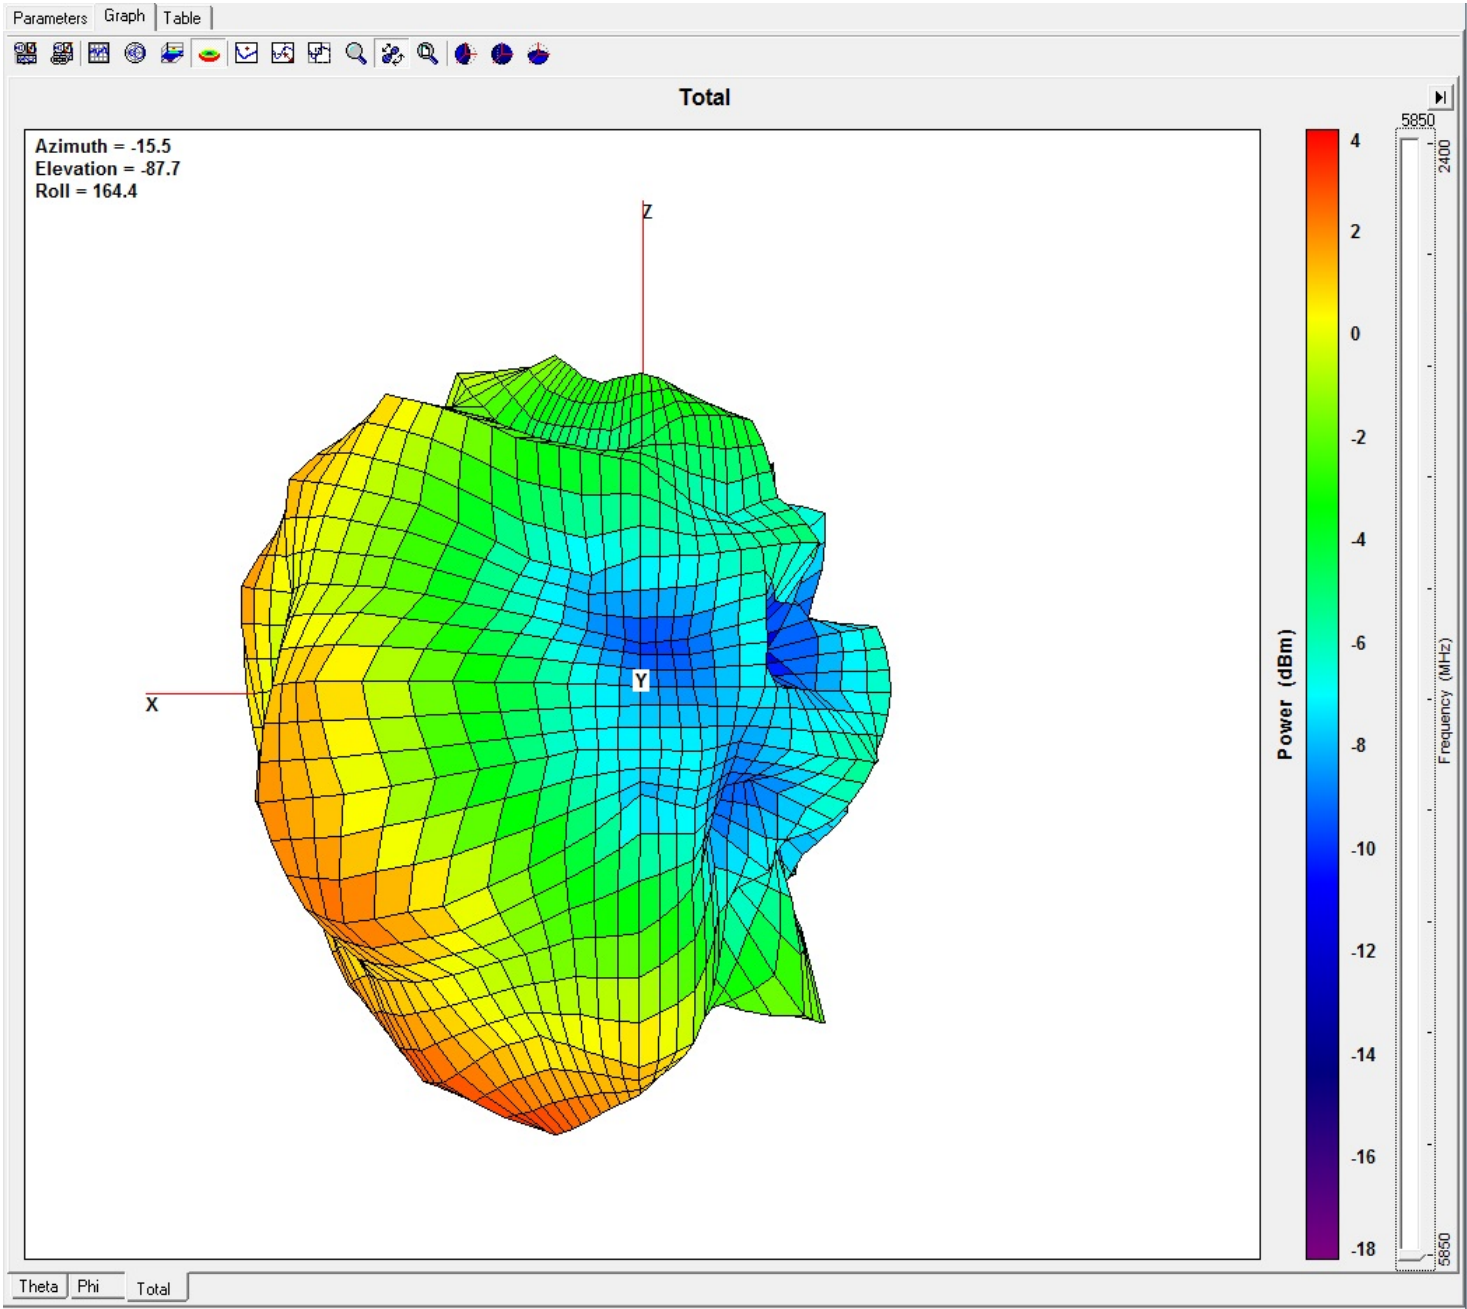 Parameters Graph Table
Total
5850
Azimuth = -15.5
Elevation = -87.7
Roll = 164.4
Z
X
Y
4
2
0
-2
-4
-6
-8
-10
-12
-14
-16
-18
Power (dBm)
2400
Frequency (MHz)
5850
Theta Phi Total